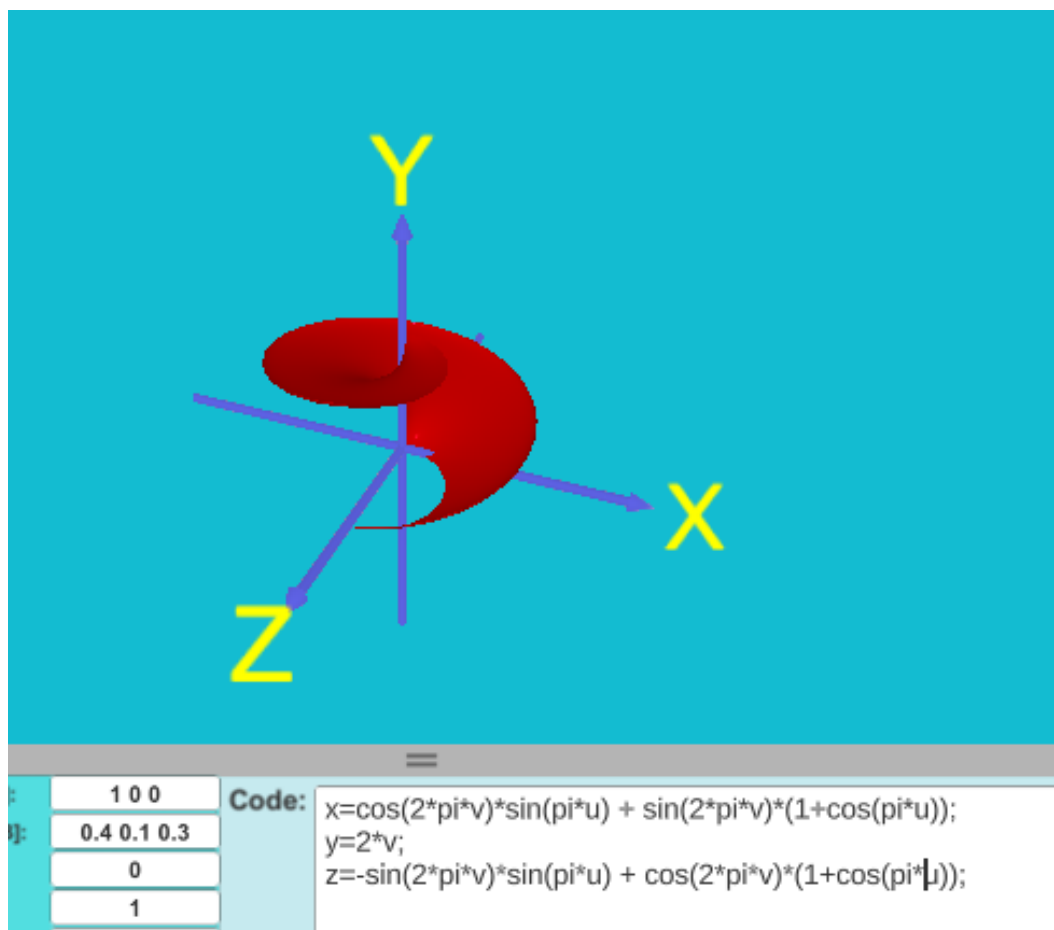 Y
X
Z
:
1 0 0
Code:
]:
0.4 0.1 0.3
0
1
x=cos(2*pi*v)*sin(pi*u) + sin(2*pi*v)*(1+cos(pi*u));
y=2*v;
z=-sin(2*pi*v)*sin(pi*u) + cos(2*pi*v)*(1+cos(pi*u));